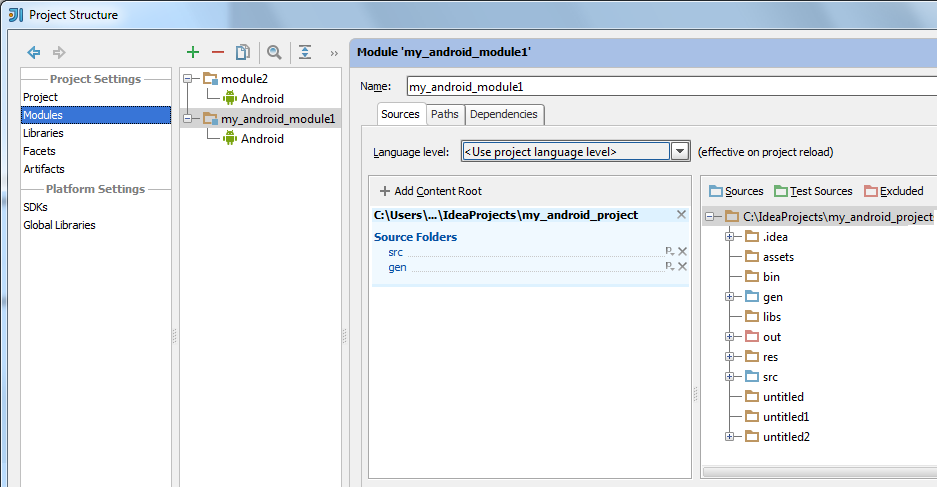 Project Structure
Project Settings
Project
Modules
Libraries
Facets
Artifacts
Platform Settings
SDKs
Global Libraries
»
module2
Android
my_android_module1
Android
Module 'my_android_module1'
Name: my_android_module1
Sources Paths Dependencies
Language level: <Use project language level> (effective on project reload)
Add Content Root
C:\Users\...\IdeaProjects\my_android_project
Source Folders
src P
gen P
Sources Test Sources Excluded
C:\IdeaProjects\my_android_project
.idea
assets
bin
gen
libs
out
res
src
untitled
untitled1
untitled2